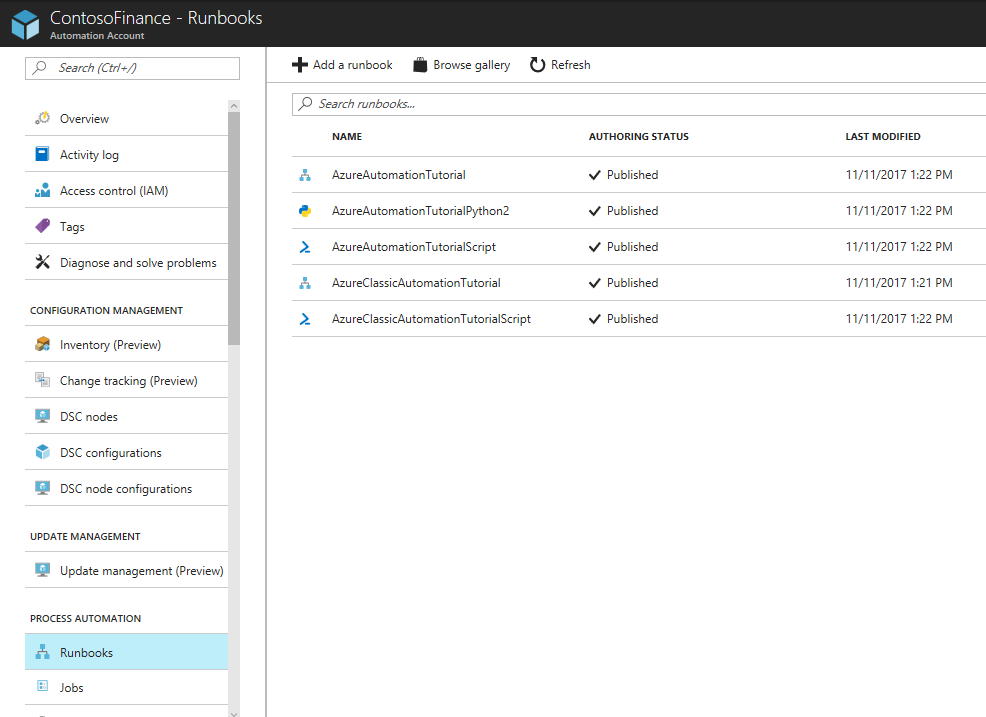 ContosoFinance - Runbooks
Automation Account
Search (Ctrl+/)
Overview
Activity log
Access control (IAM)
Tags
Diagnose and solve problems
CONFIGURATION MANAGEMENT
Inventory (Preview)
Change tracking (Preview)
DSC nodes
DSC configurations
DSC node configurations
UPDATE MANAGEMENT
Update management (Preview)
PROCESS AUTOMATION
Runbooks
Jobs
Add a runbook Browse gallery Refresh
Search runbooks...
NAME AUTHORING STATUS LAST MODIFIED
AzureAutomationTutorial Published 11/11/2017 1:22 PM
AzureAutomationTutorialPython2 Published 11/11/2017 1:22 PM
AzureAutomationTutorialScript Published 11/11/2017 1:22 PM
AzureClassicAutomationTutorial Published 11/11/2017 1:21 PM
AzureClassicAutomationTutorialScript Published 11/11/2017 1:22 PM